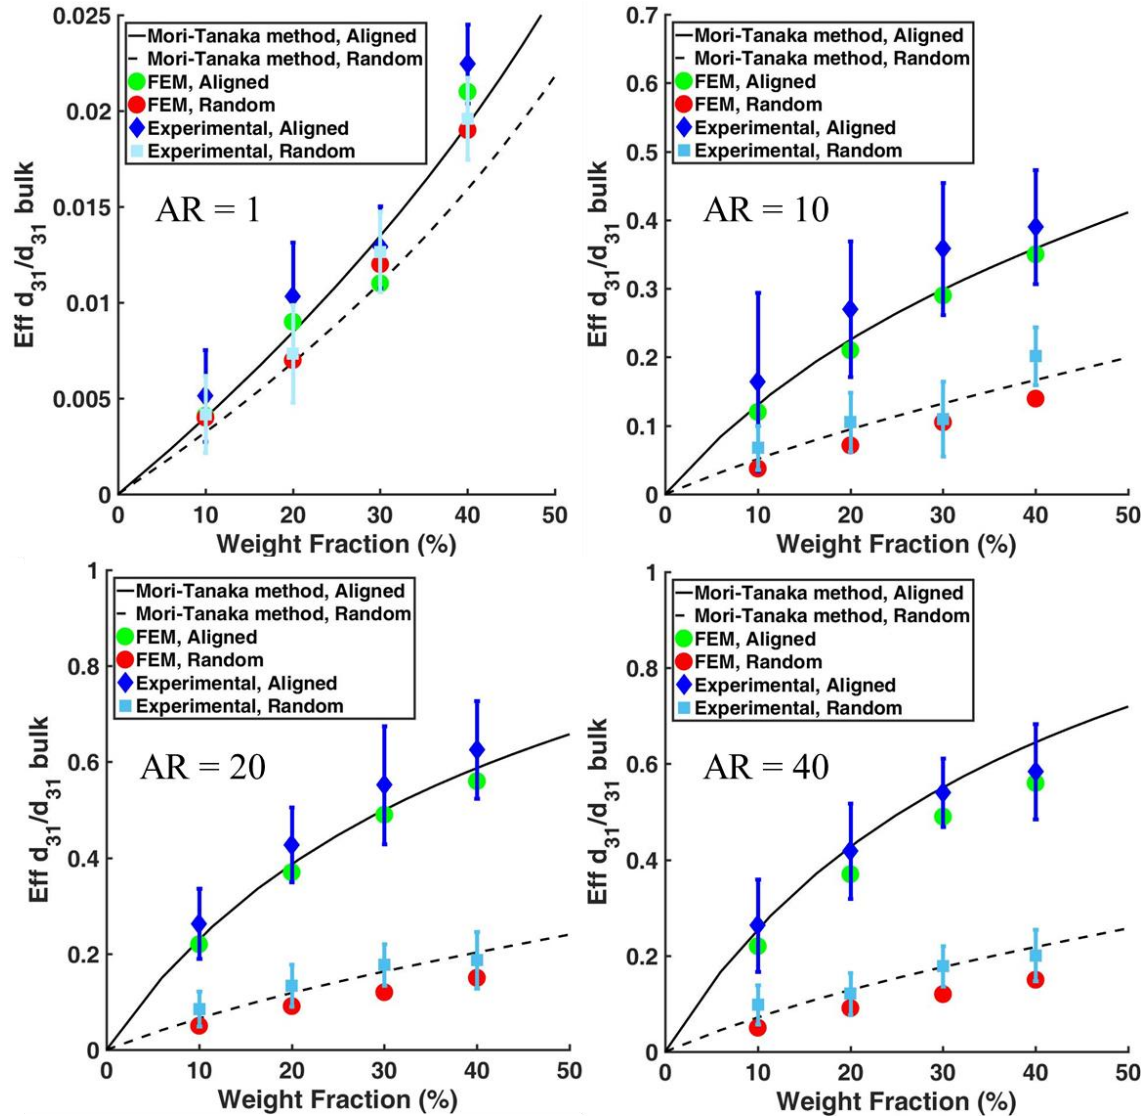 0.025
0.02
0.015
0.01
0.005
0
Eff d31/d31 bulk
Mori-Tanaka method, Aligned
Mori-Tanaka method, Random
FEM, Aligned
FEM, Random
Experimental, Aligned
Experimental, Random
AR = 1
0 10 20 30 40 50
Weight Fraction (%)
0.7
0.6
0.5
0.4
0.3
0.2
0.1
0
Eff d31/d31 bulk
Mori-Tanaka method, Aligned
Mori-Tanaka method, Random
FEM, Aligned
FEM, Random
Experimental, Aligned
Experimental, Random
AR = 10
0 10 20 30 40 50
Weight Fraction (%)
1
0.8
0.6
0.4
0.2
0
Eff d31/d31 bulk
Mori-Tanaka method, Aligned
Mori-Tanaka method, Random
FEM, Aligned
FEM, Random
Experimental, Aligned
Experimental, Random
AR = 20
0 10 20 30 40 50
Weight Fraction (%)
1
0.8
0.6
0.4
0.2
0
Eff d31/d31 bulk
Mori-Tanaka method, Aligned
Mori-Tanaka method, Random
FEM, Aligned
FEM, Random
Experimental, Aligned
Experimental, Random
AR = 40
0 10 20 30 40 50
Weight Fraction (%)